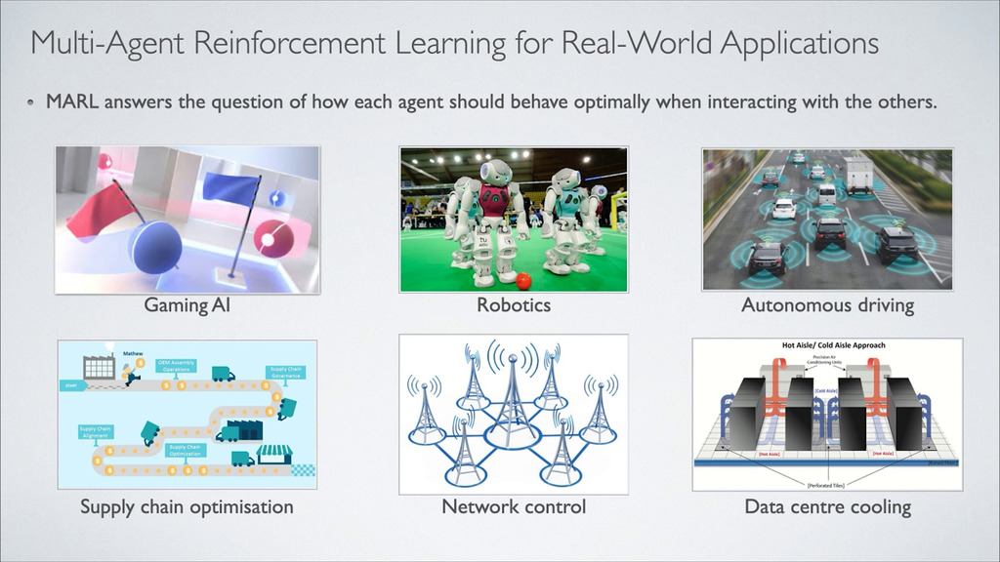 Multi-Agent Reinforcement Learning for Real-World Applications
• MARL answers the question of how each agent should behave optimally when interacting with the others.
Gaming AI
Robotics
Autonomous driving
Mathew
START
OEM Assembly
Operations
Supply Chain
Governance
Supply Chain
Alignment
Supply Chain
Optimization
Supply chain optimisation
Network control
Hot Aisle/ Cold Aisle Approach
Precision Air
Conditioning Units
[Cold Aisle]
[Hot Aisle]
[Hot Aisle]
[Perforated Tiles]
Data centre cooling